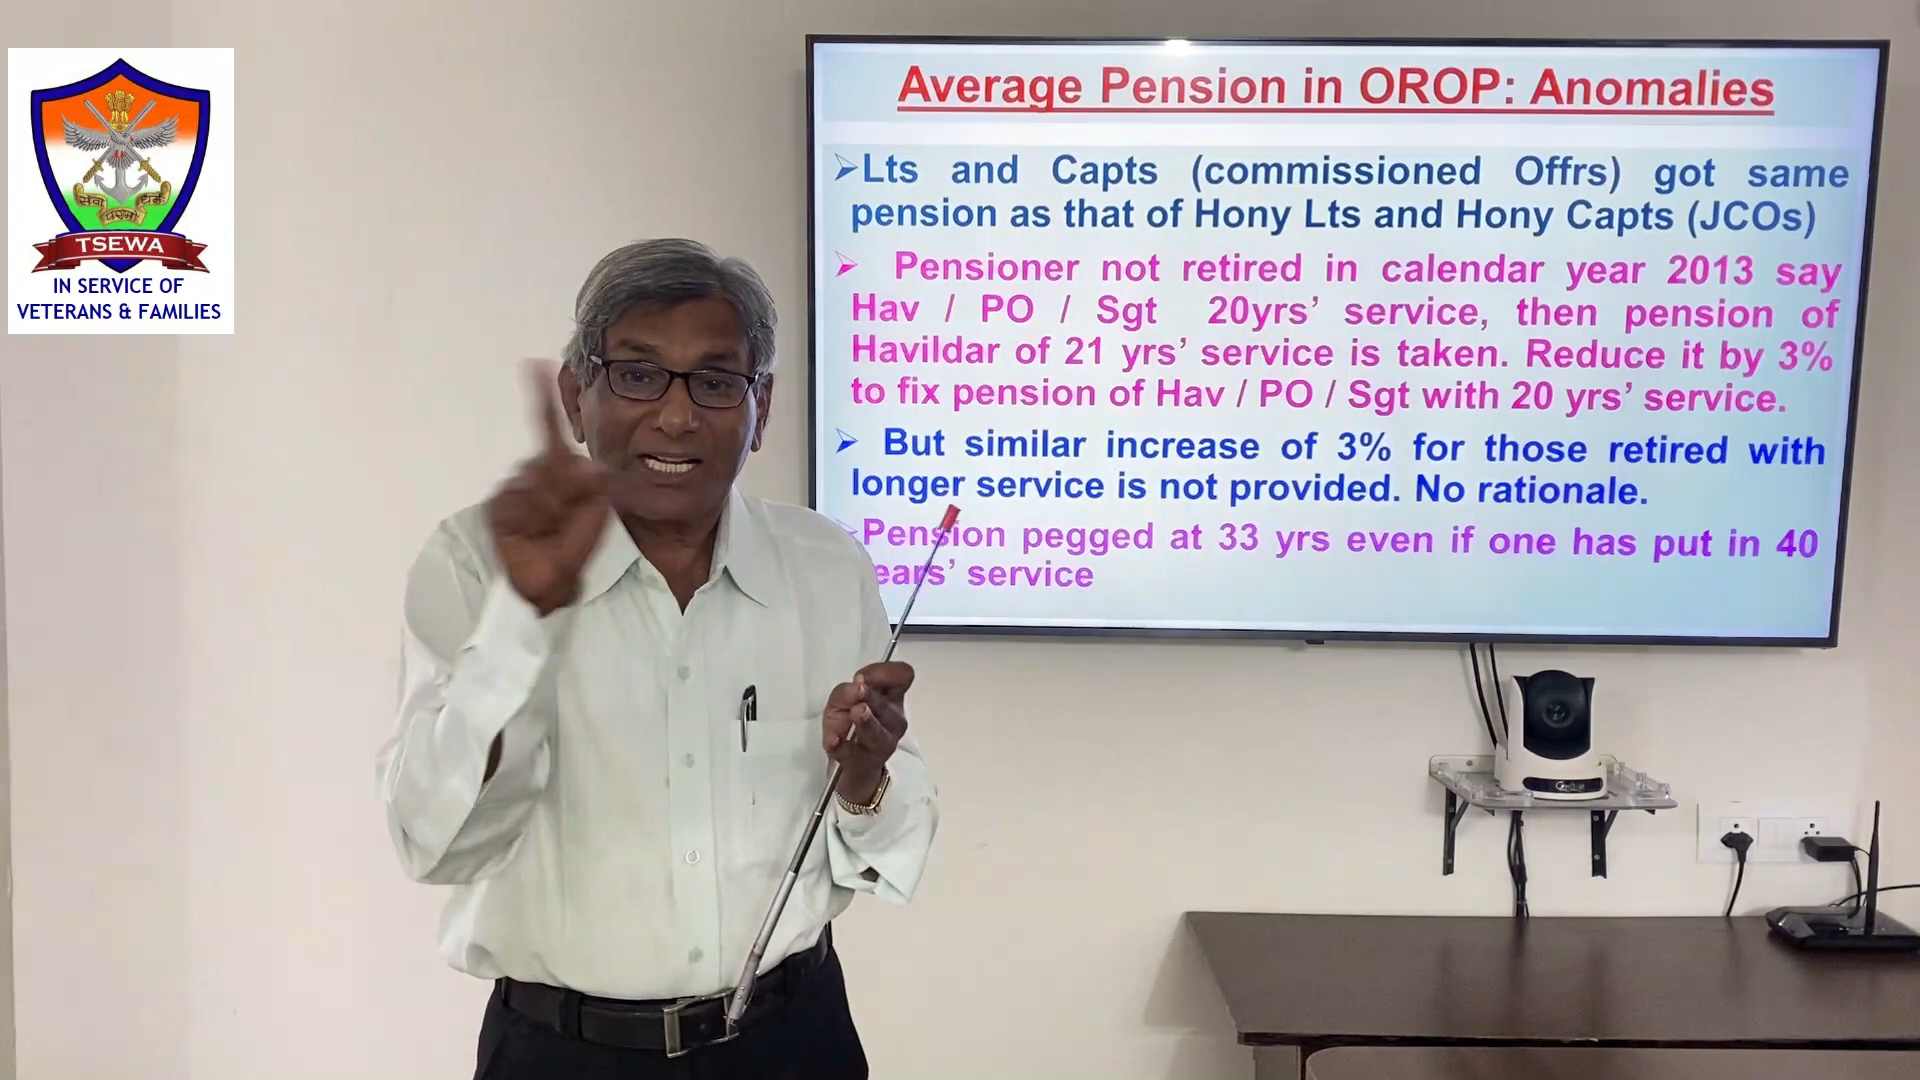 सेवा परमो धर्मः
TSEWA
IN SERVICE OF
VETERANS & FAMILIES
Average Pension in OROP: Anomalies
➢Lts and Capts (commissioned Offrs) got same
pension as that of Hony Lts and Hony Capts (JCOs)
➢ Pensioner not retired in calendar year 2013 say
Hav / PO / Sgt 20yrs’ service, then pension of
Havildar of 21 yrs’ service is taken. Reduce it by 3%
to fix pension of Hav / PO / Sgt with 20 yrs’ service.
➢ But similar increase of 3% for those retired with
longer service is not provided. No rationale.
➢Pension pegged at 33 yrs even if one has put in 40
ears’ service